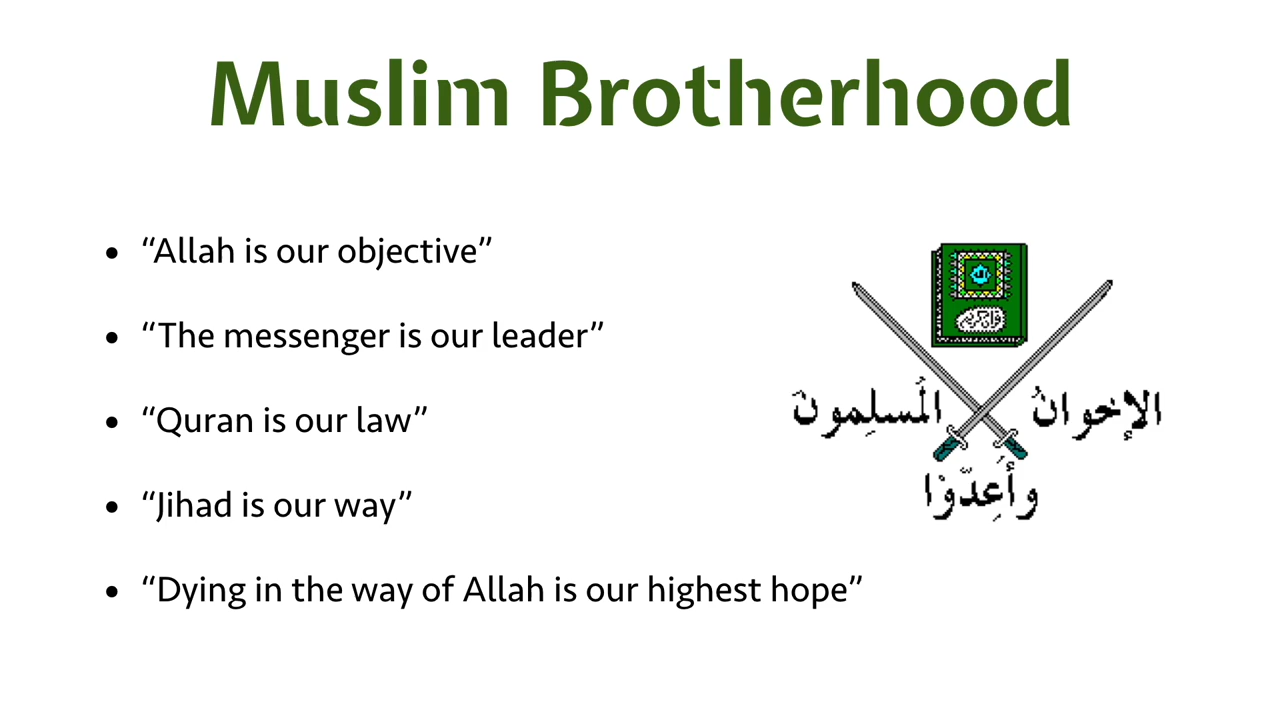 Muslim Brotherhood
• “Allah is our objective”
• “The messenger is our leader”
• “Quran is our law”
• “Jihad is our way”
• “Dying in the way of Allah is our highest hope”
الإخوانُ المُسلِمونَ
وأَعِدّوْا